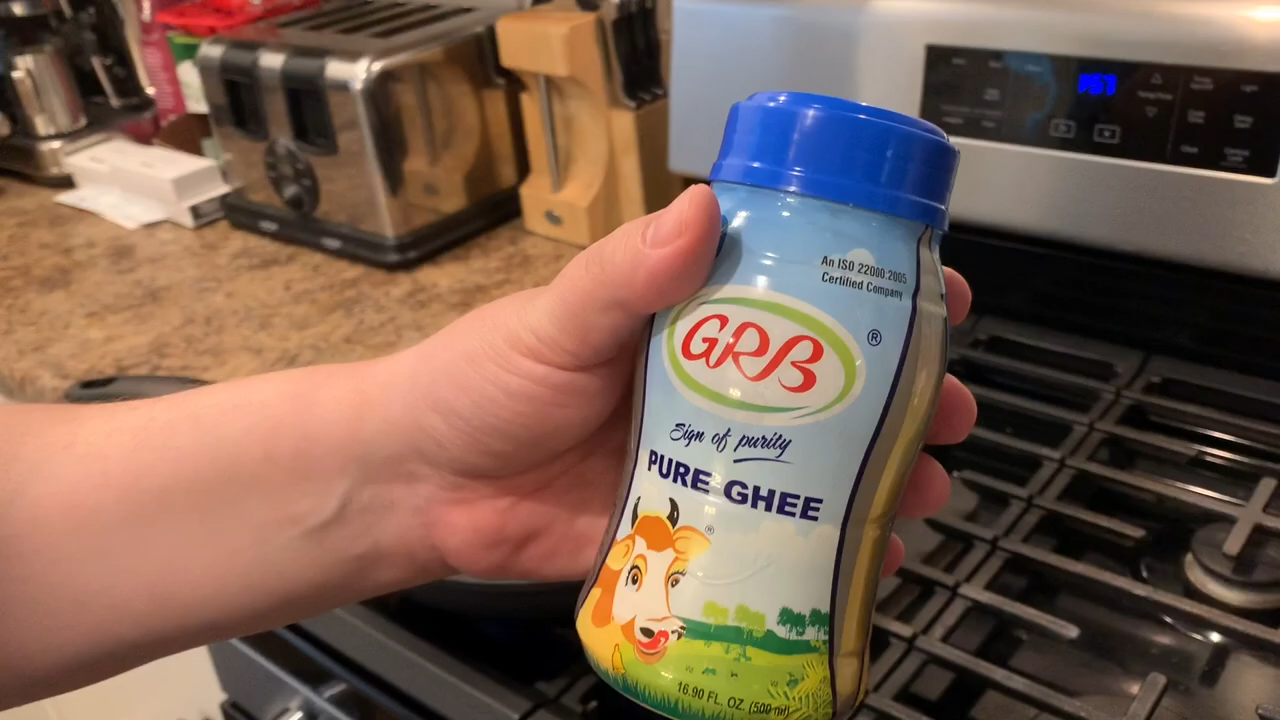 An ISO 22000:2005
Certified Company
GRB
®
Sign of purity
PURE GHEE
®
16.90 FL. OZ. (500 ml)